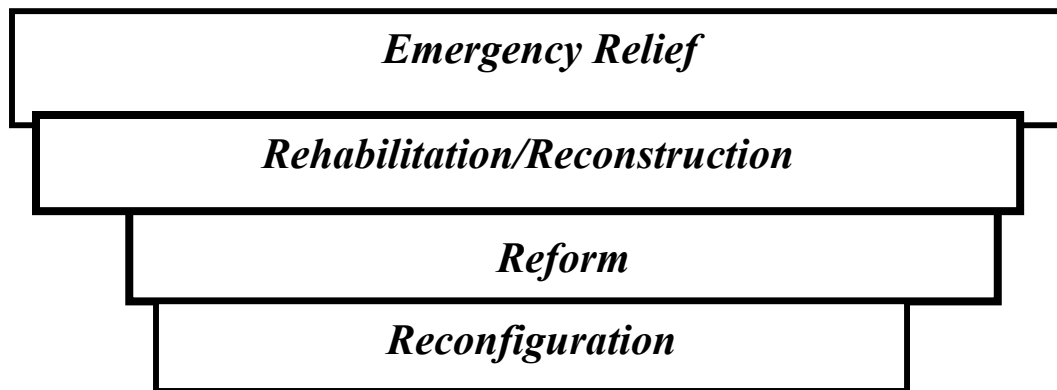 Emergency Relief
Rehabilitation/Reconstruction
Reform
Reconfiguration